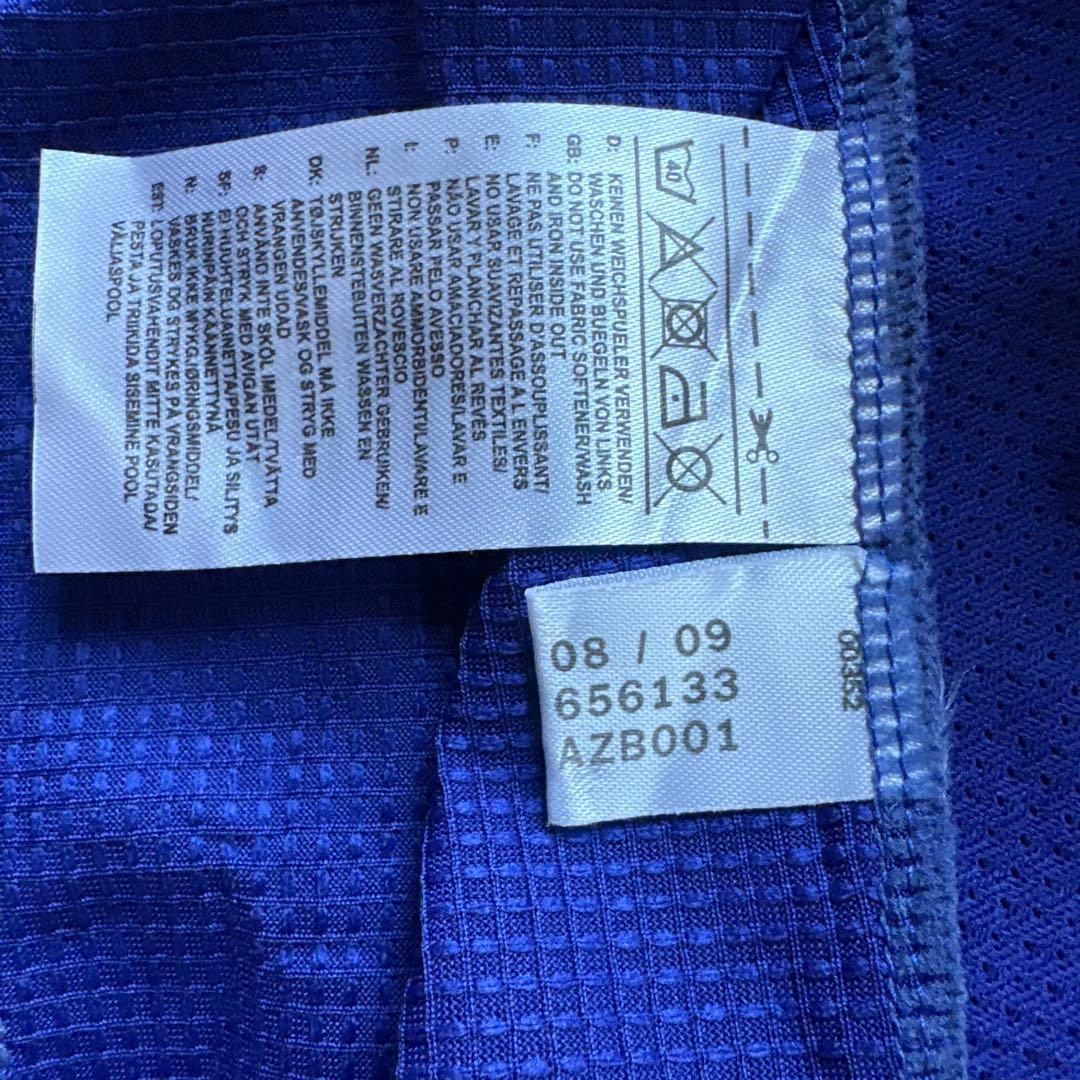 40
D: KEINEN WEICHSPUELER VERWENDEN/
WASCHEN UND BUEGELN VON LINKS
GB: DO NOT USE FABRIC SOFTENER/WASH
AND IRON INSIDE OUT
F: NE PAS UTILISER D'ASSOUPLISSANT/
LAVAGE ET REPASSAGE A L ENVERS
E: NO USAR SUAVIZANTES TEXTILES/
LAVAR Y PLANCHAR AL REVÉS
P: NÃO USAR AMACIADORES/LAVAR E
PASSAR PELO AVESSO
I: NON USARE AMMORBIDENTI/LAVARE E
STIRARE AL ROVESCIO
NL: GEEN WASVERZACHTER GEBRUIKEN/
BINNENSTEBUITEN WASSEN EN
STRIJKEN
DK: TØJSKYLLEMIDDEL MÅ IKKE
ANVENDES/VASK OG STRYG MED
VRANGEN UDAD
S: ANVÄND INTE SKÖLJMEDEL/TVÄTTA
OCH STRYK MED AVIGAN UTÅT
SF: EI HUUHTELUAINETTA/PESU JA SILITYS
NURINPÄIN KÄÄNNETTYNÄ
N: BRUK IKKE MYKGJØRINGSMIDDEL/
VASKES OG STRYKES PÅ VRANGSIDEN
EST: LOPUTUSVAHENDIT MITTE KASUTADA/
PESTA JA TRIIKIDA SISEMINE POOL
VÄLJASPOOL
08 / 09
656133
AZB001